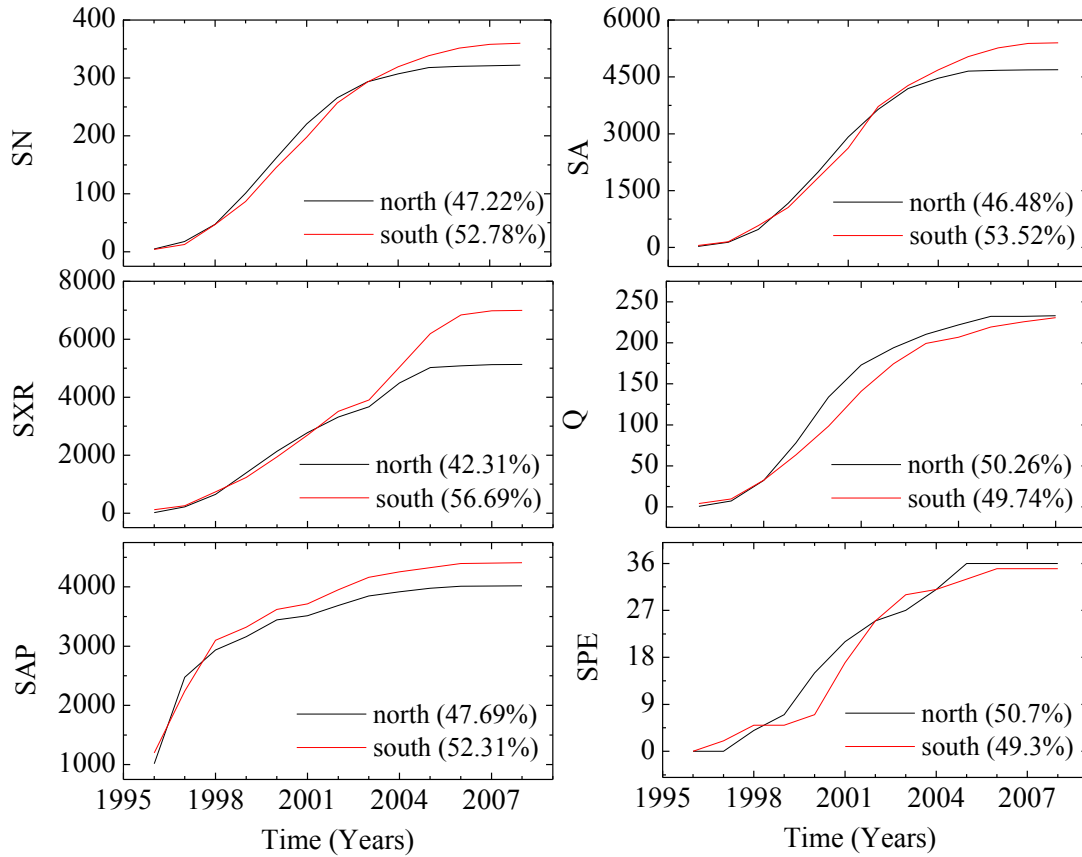 400
300
200
100
0
SN
north (47.22%)
south (52.78%)
6000
4500
3000
1500
0
SA
north (46.48%)
south (53.52%)
8000
6000
4000
2000
0
SXR
north (42.31%)
south (56.69%)
250
200
150
100
50
0
Q
north (50.26%)
south (49.74%)
4000
3000
2000
1000
SAP
north (47.69%)
south (52.31%)
1995 1998 2001 2004 2007
Time (Years)
36
27
18
9
0
SPE
north (50.7%)
south (49.3%)
1995 1998 2001 2004 2007
Time (Years)